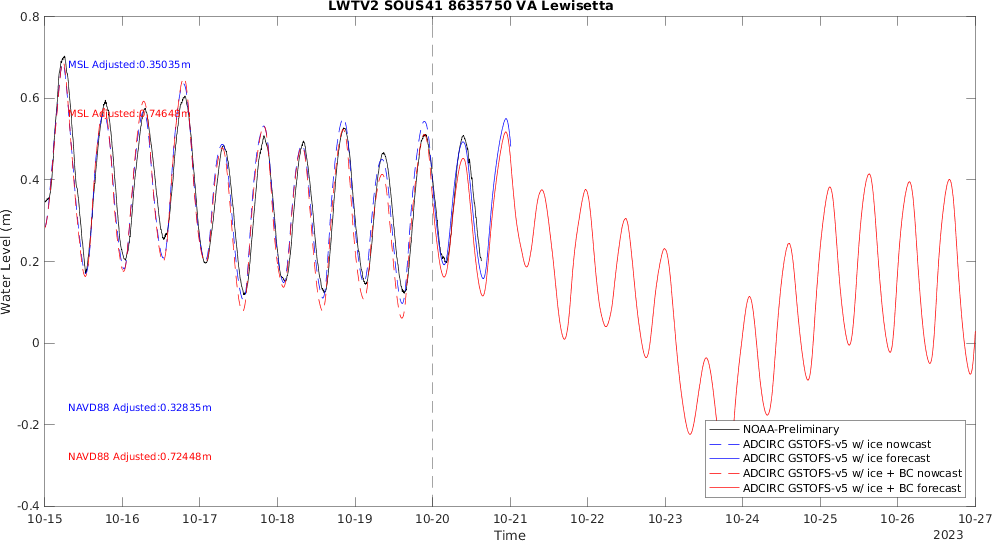 LWTV2 SOUS41 8635750 VA Lewisetta
0.8
0.6
0.4
0.2
0
-0.2
-0.4
Water Level (m)
MSL Adjusted:0.35035m
MSL Adjusted:0.74648m
NAVD88 Adjusted:0.32835m
NAVD88 Adjusted:0.72448m
NOAA-Preliminary
ADCIRC GSTOFS-v5 w/ ice nowcast
ADCIRC GSTOFS-v5 w/ ice forecast
ADCIRC GSTOFS-v5 w/ ice + BC nowcast
ADCIRC GSTOFS-v5 w/ ice + BC forecast
10-15 10-16 10-17 10-18 10-19 10-20 10-21 10-22 10-23 10-24 10-25 10-26 10-27
Time
2023